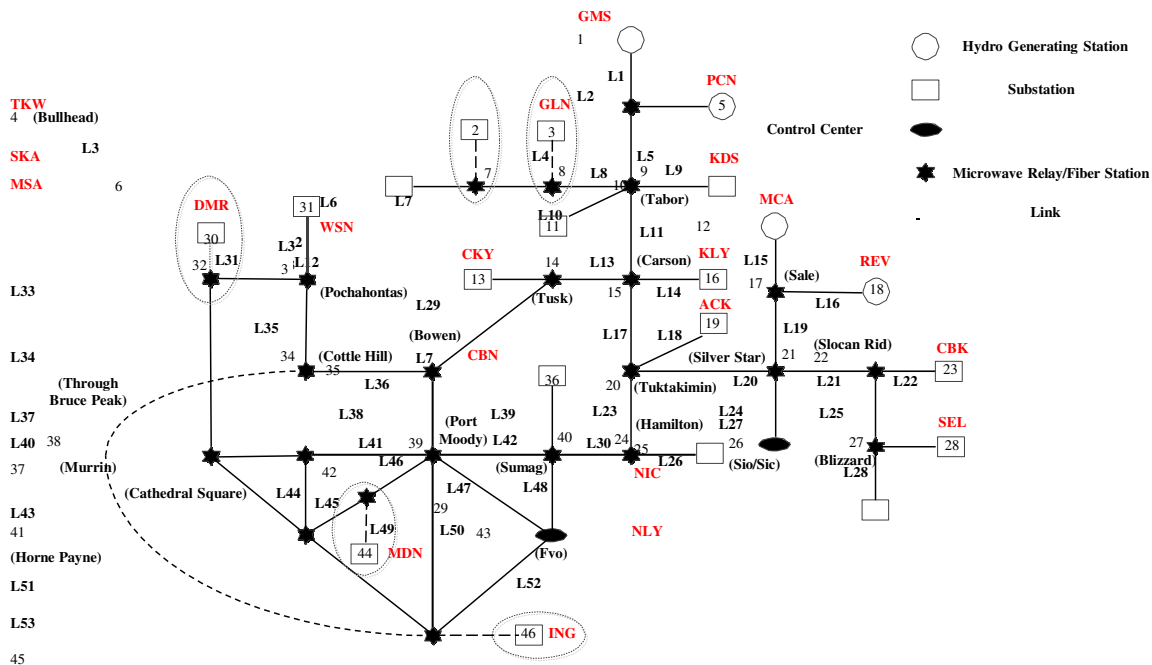 GMS
1
Hydro Generating Station
L1
PCN
L2
5
TKW
GLN
Substation
4 (Bullhead)
2
3
Control Center
L3
SKA
L4
L5
KDS
7
8
9
L8
L9
Microwave Relay/Fiber Station
MSA
6
10
L7
(Tabor)
MCA
DMR
31
L6
L10
Link
30
WSN
11
12
L11
L32
CKY
14
L13
(Carson)
KLY
L15
REV
32
L31
3
L12
13
15
16
17
(Sale)
18
(Pochahontas)
(Tusk)
L14
L16
L33
L29
ACK
L35
(Bowen)
L17
L18
19
L19
(Slocan Rid)
34
(Cottle Hill)
L7
CBN
(Silver Star)
21
22
CBK
L34
35
L36
36
20
(Tuktakimin)
L20
L21
L22
23
(Through
Bruce Peak)
L37
L38
(Port
Moody)
L39
L23
(Hamilton)
L24
L27
L25
SEL
L40
38
L41
39
L42
40
L30
24
25
26
27
28
37
(Murrin)
L46
(Sumag)
L26
(Sio/Sic)
(Blizzard)
42
NIC
L28
(Cathedral Square)
L44
L45
L47
L48
L43
29
41
L49
L50
43
NLY
(Horne Payne)
44
MDN
(Fvo)
L51
L52
L53
46
ING
45